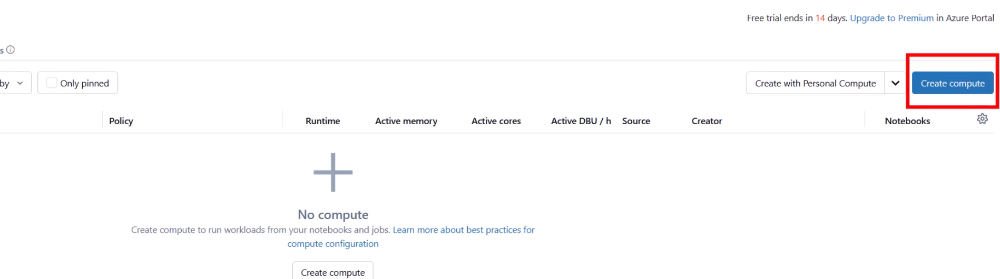 Free trial ends in 14 days. Upgrade to Premium in Azure Portal
s
by
Only pinned
Create with Personal Compute
Create compute
Policy
Runtime
Active memory
Active cores
Active DBU / h
Source
Creator
Notebooks
No compute
Create compute to run workloads from your notebooks and jobs. Learn more about best practices for
compute configuration
Create compute